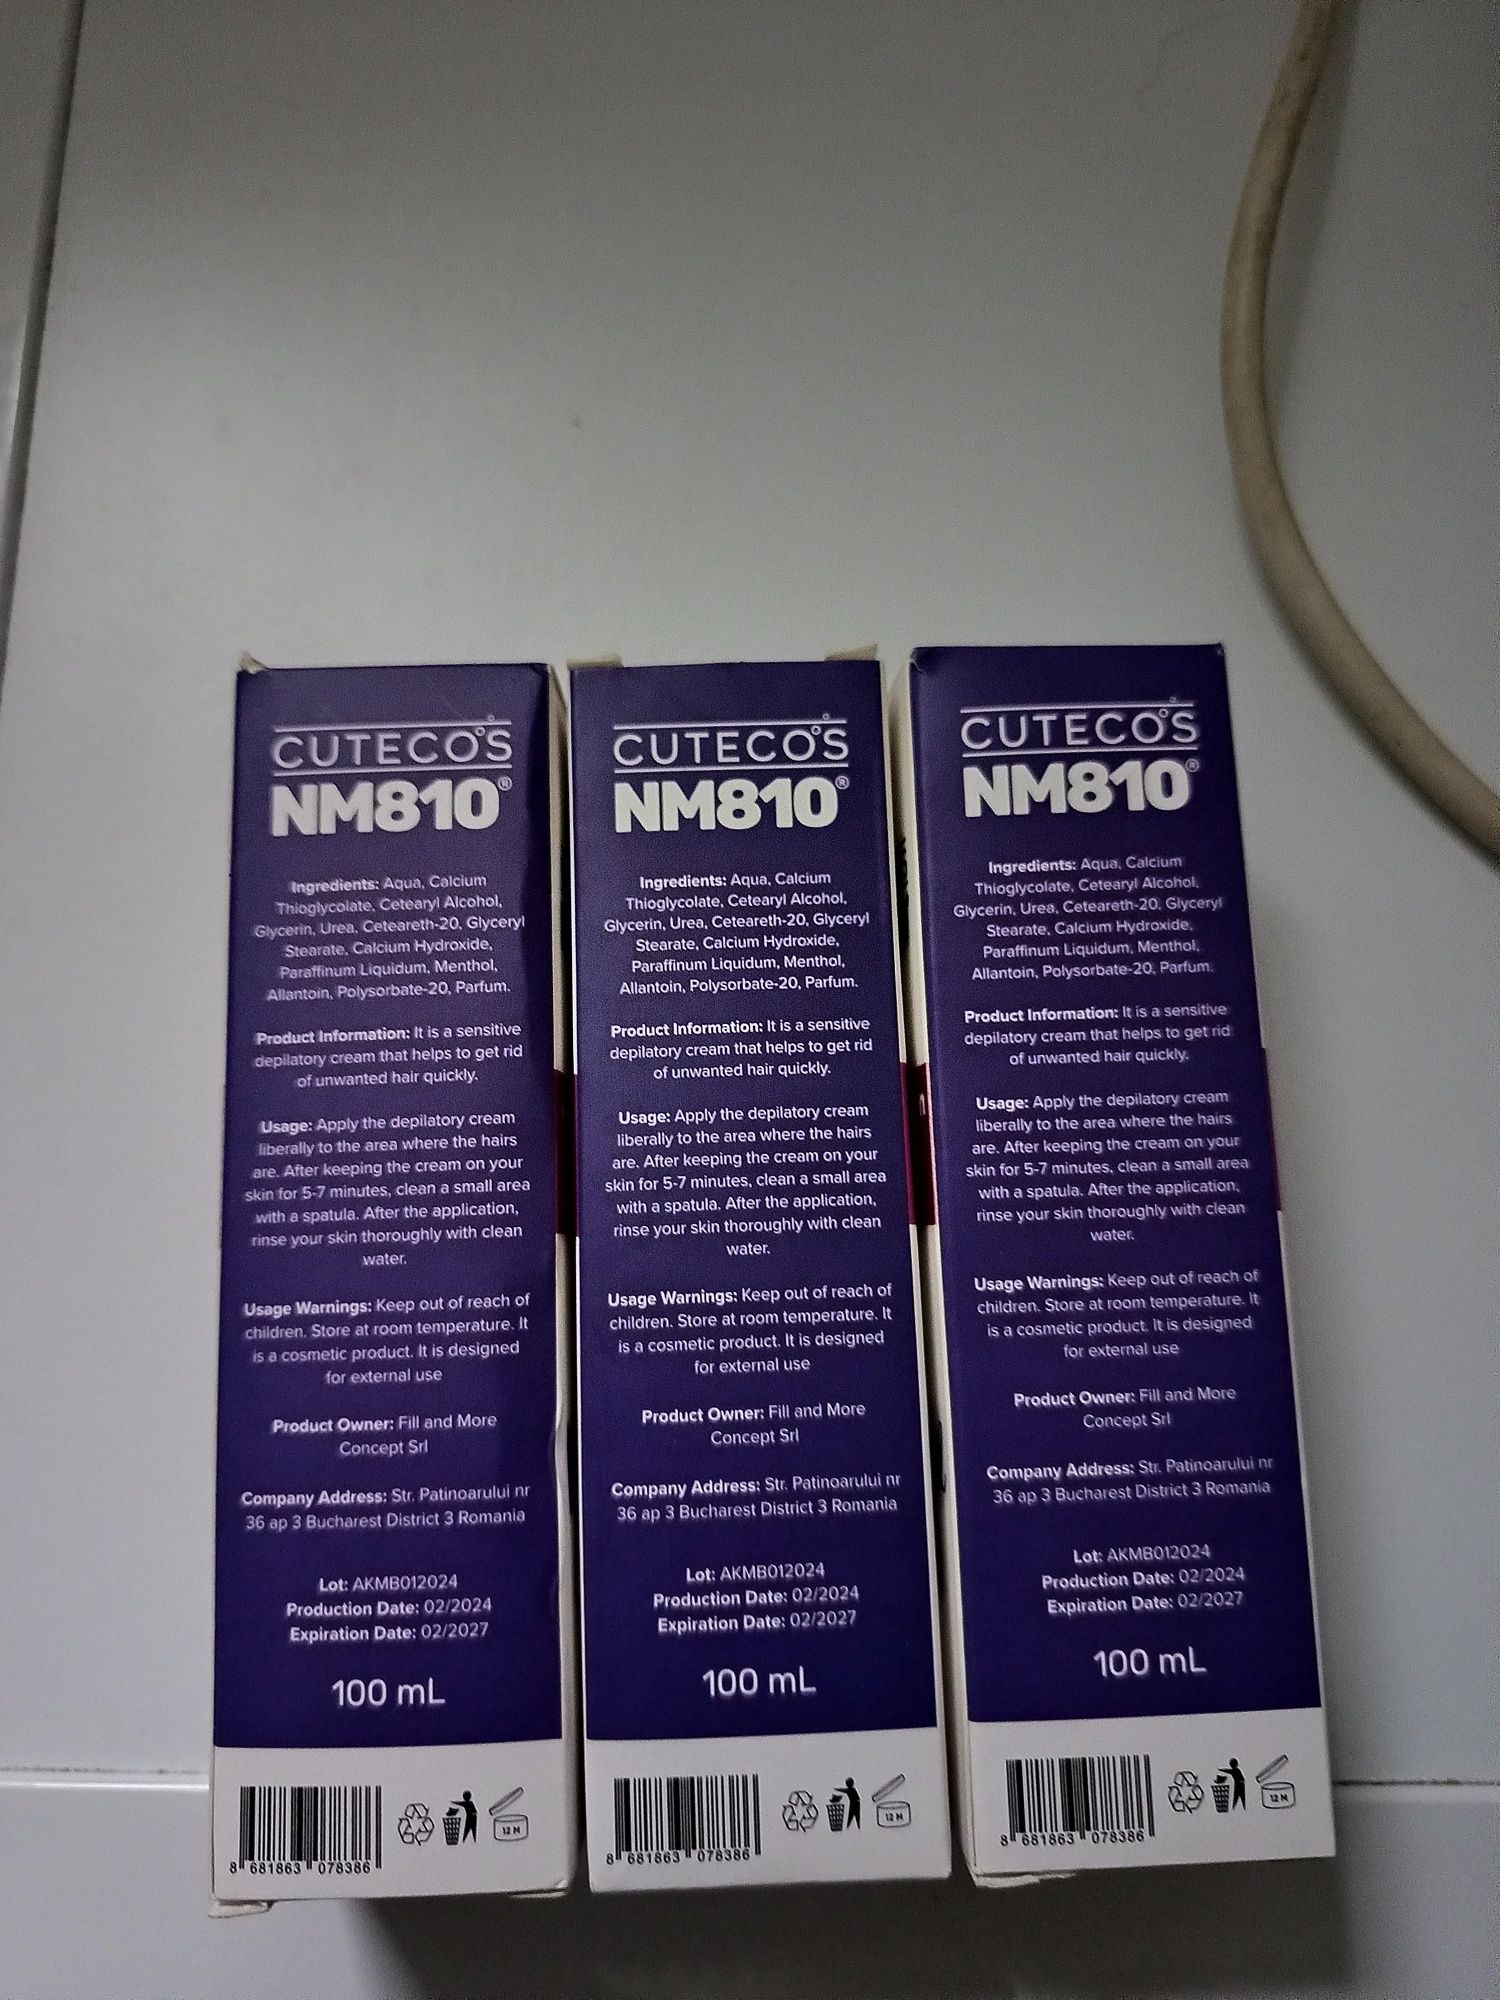 CUTECOS
NM810®
Ingredients: Aqua, Calcium
Thioglycolate, Cetearyl Alcohol,
Glycerin, Urea, Ceteareth-20, Glyceryl
Stearate, Calcium Hydroxide,
Paraffinum Liquidum, Menthol,
Allantoin, Polysorbate-20, Parfum.
Product Information: It is a sensitive
depilatory cream that helps to get rid
of unwanted hair quickly.
Usage: Apply the depilatory cream
liberally to the area where the hairs
are. After keeping the cream on your
skin for 5-7 minutes, clean a small area
with a spatula. After the application,
rinse your skin thoroughly with clean
water.
Usage Warnings: Keep out of reach of
children. Store at room temperature. It
is a cosmetic product. It is designed
for external use
Product Owner: Fill and More
Concept Srl
Company Address: Str. Patinoarului nr
36 ap 3 Bucharest District 3 Romania
Lot: AKMB012024
Production Date: 02/2024
Expiration Date: 02/2027
100 mL
8 681863 078386
12 M
CUTECOS
NM810®
Ingredients: Aqua, Calcium
Thioglycolate, Cetearyl Alcohol,
Glycerin, Urea, Ceteareth-20, Glyceryl
Stearate, Calcium Hydroxide,
Paraffinum Liquidum, Menthol,
Allantoin, Polysorbate-20, Parfum.
Product Information: It is a sensitive
depilatory cream that helps to get rid
of unwanted hair quickly.
Usage: Apply the depilatory cream
liberally to the area where the hairs
are. After keeping the cream on your
skin for 5-7 minutes, clean a small area
with a spatula. After the application,
rinse your skin thoroughly with clean
water.
Usage Warnings: Keep out of reach of
children. Store at room temperature. It
is a cosmetic product. It is designed
for external use
Product Owner: Fill and More
Concept Srl
Company Address: Str. Patinoarului nr
36 ap 3 Bucharest District 3 Romania
Lot: AKMB012024
Production Date: 02/2024
Expiration Date: 02/2027
100 mL
8 681863 078386
12 M
CUTECOS
NM810®
Ingredients: Aqua, Calcium
Thioglycolate, Cetearyl Alcohol,
Glycerin, Urea, Ceteareth-20, Glyceryl
Stearate, Calcium Hydroxide,
Paraffinum Liquidum, Menthol,
Allantoin, Polysorbate-20, Parfum.
Product Information: It is a sensitive
depilatory cream that helps to get rid
of unwanted hair quickly.
Usage: Apply the depilatory cream
liberally to the area where the hairs
are. After keeping the cream on your
skin for 5-7 minutes, clean a small area
with a spatula. After the application,
rinse your skin thoroughly with clean
water.
Usage Warnings: Keep out of reach of
children. Store at room temperature. It
is a cosmetic product. It is designed
for external use
Product Owner: Fill and More
Concept Srl
Company Address: Str. Patinoarului nr
36 ap 3 Bucharest District 3 Romania
Lot: AKMB012024
Production Date: 02/2024
Expiration Date: 02/2027
100 mL
8 681863 078386
12 M